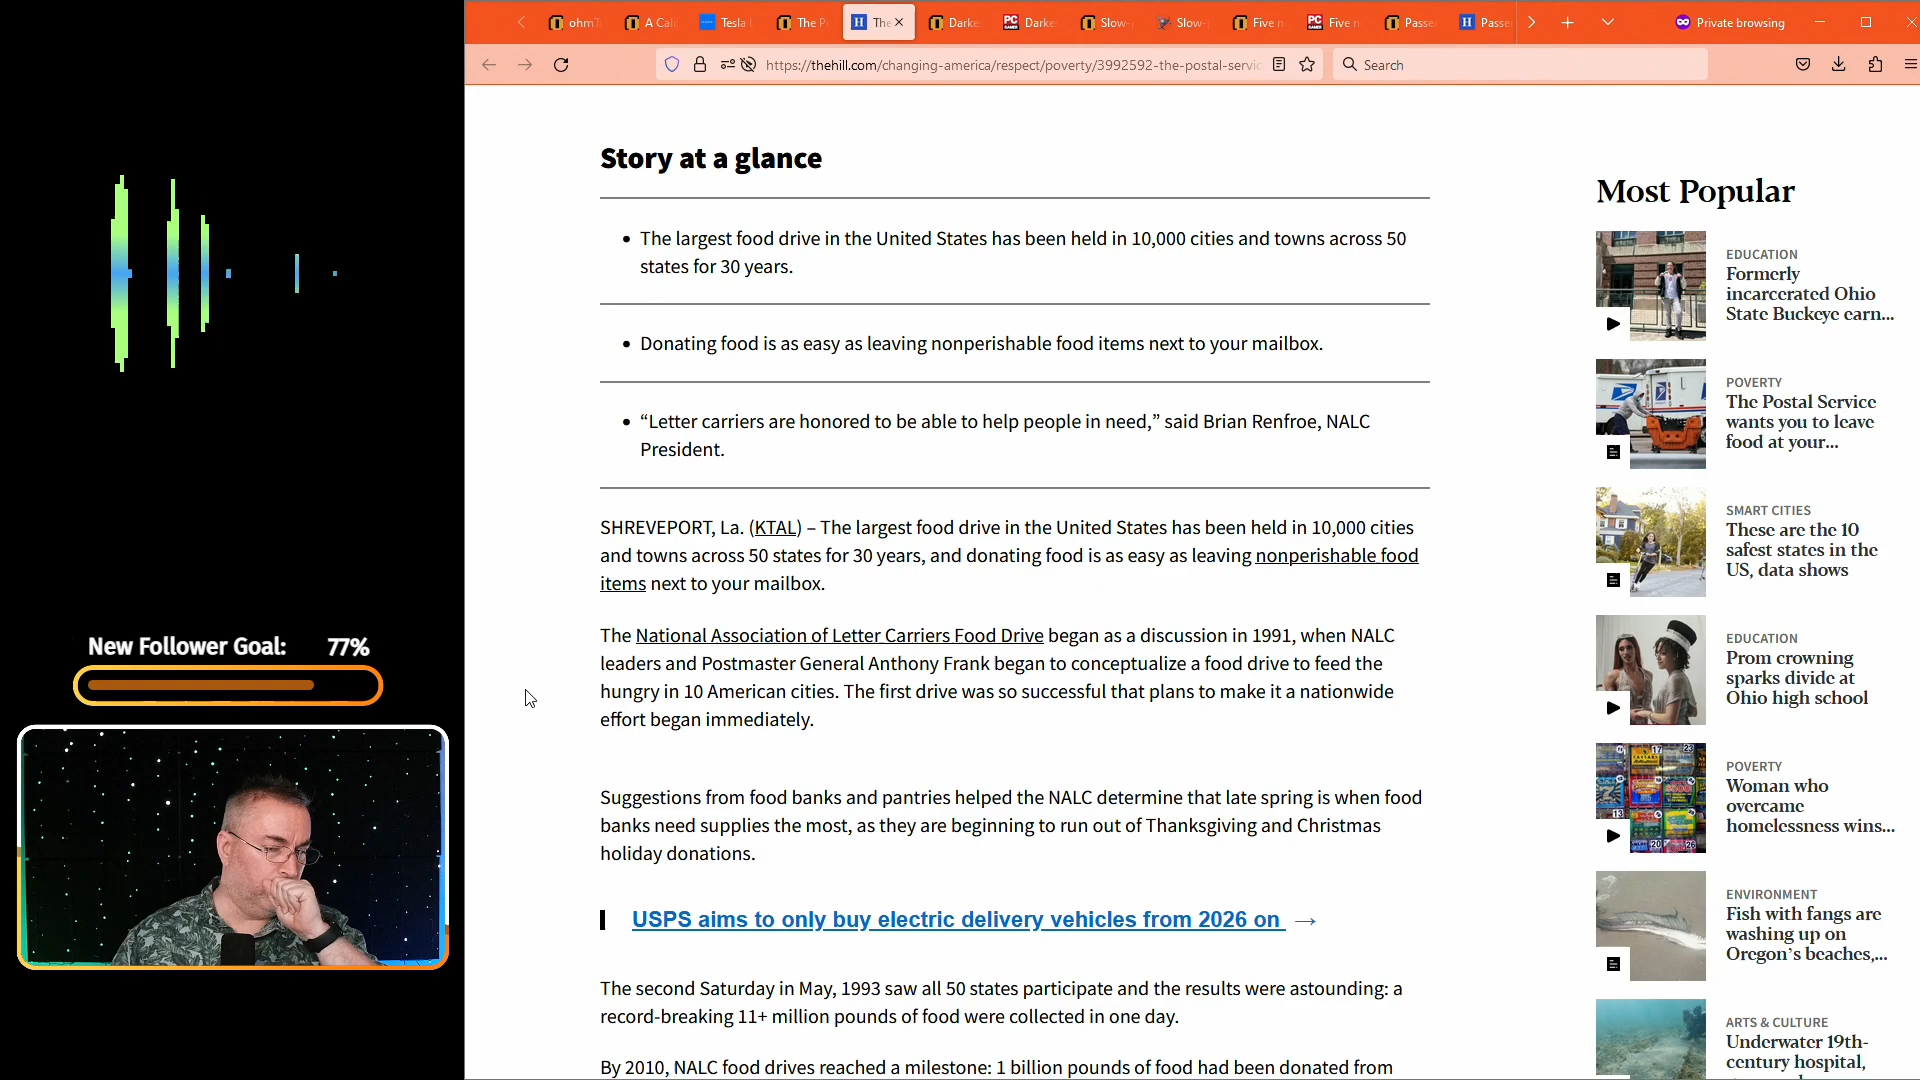 ohmT
A Cali
Tesla
The P
The
Darke
Darke
Slow-
Slow-
Five n
Five n
Passe
Passe
Private browsing
https://thehill.com/changing-america/respect/poverty/3992592-the-postal-servic
Search
Story at a glance
• The largest food drive in the United States has been held in 10,000 cities and towns across 50
states for 30 years.
• Donating food is as easy as leaving nonperishable food items next to your mailbox.
• “Letter carriers are honored to be able to help people in need,” said Brian Renfroe, NALC
President.
SHREVEPORT, La. (KTAL) – The largest food drive in the United States has been held in 10,000 cities
and towns across 50 states for 30 years, and donating food is as easy as leaving nonperishable food
items next to your mailbox.
The National Association of Letter Carriers Food Drive began as a discussion in 1991, when NALC
leaders and Postmaster General Anthony Frank began to conceptualize a food drive to feed the
hungry in 10 American cities. The first drive was so successful that plans to make it a nationwide
effort began immediately.
Suggestions from food banks and pantries helped the NALC determine that late spring is when food
banks need supplies the most, as they are beginning to run out of Thanksgiving and Christmas
holiday donations.
USPS aims to only buy electric delivery vehicles from 2026 on →
The second Saturday in May, 1993 saw all 50 states participate and the results were astounding: a
record-breaking 11+ million pounds of food were collected in one day.
By 2010, NALC food drives reached a milestone: 1 billion pounds of food had been donated from
Most Popular
EDUCATION
Formerly
incarcerated Ohio
State Buckeye earn...
POVERTY
The Postal Service
wants you to leave
food at your...
SMART CITIES
These are the 10
safest states in the
US, data shows
EDUCATION
Prom crowning
sparks divide at
Ohio high school
POVERTY
Woman who
overcame
homelessness wins...
ENVIRONMENT
Fish with fangs are
washing up on
Oregon’s beaches,...
ARTS & CULTURE
Underwater 19th-
century hospital,
New Follower Goal: 77%